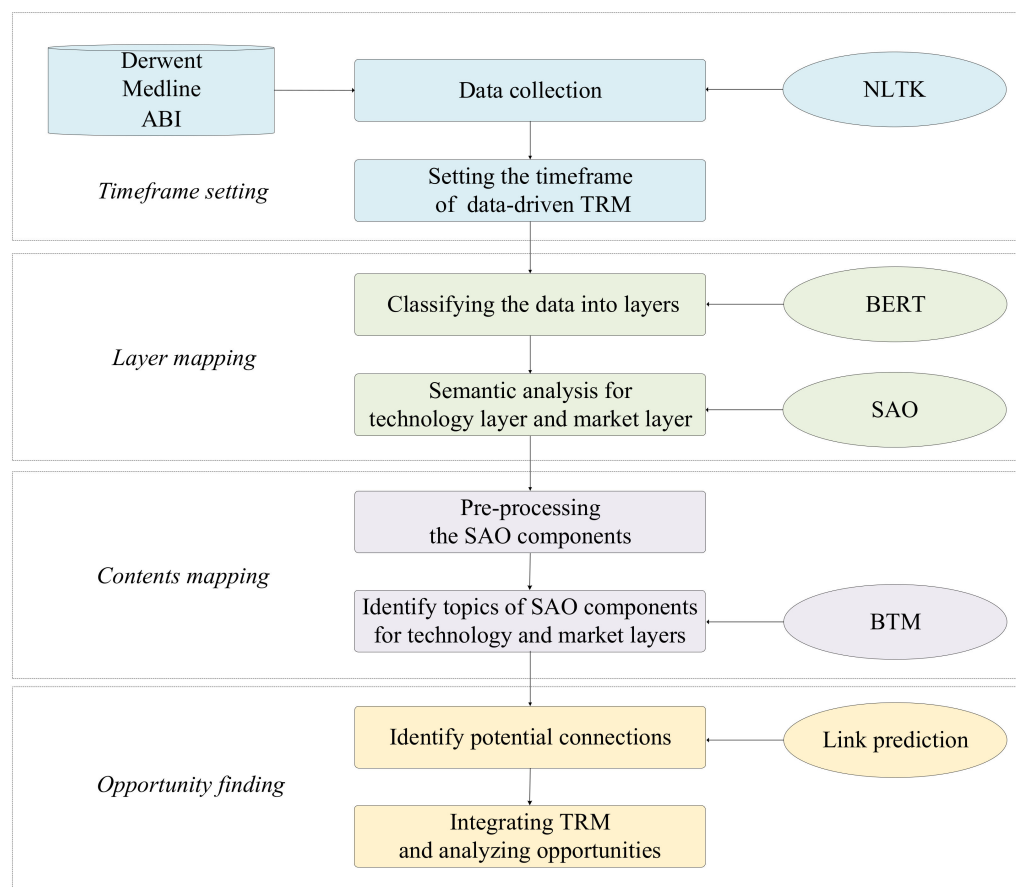 Derwent
Medline
ABI
Data collection
NLTK
Timeframe setting
Setting the timeframe
of data-driven TRM
Classifying the data into layers
BERT
Layer mapping
Semantic analysis for
technology layer and market layer
SAO
Pre-processing
the SAO components
Contents mapping
Identify topics of SAO components
for technology and market layers
BTM
Identify potential connections
Link prediction
Opportunity finding
Integrating TRM
and analyzing opportunities